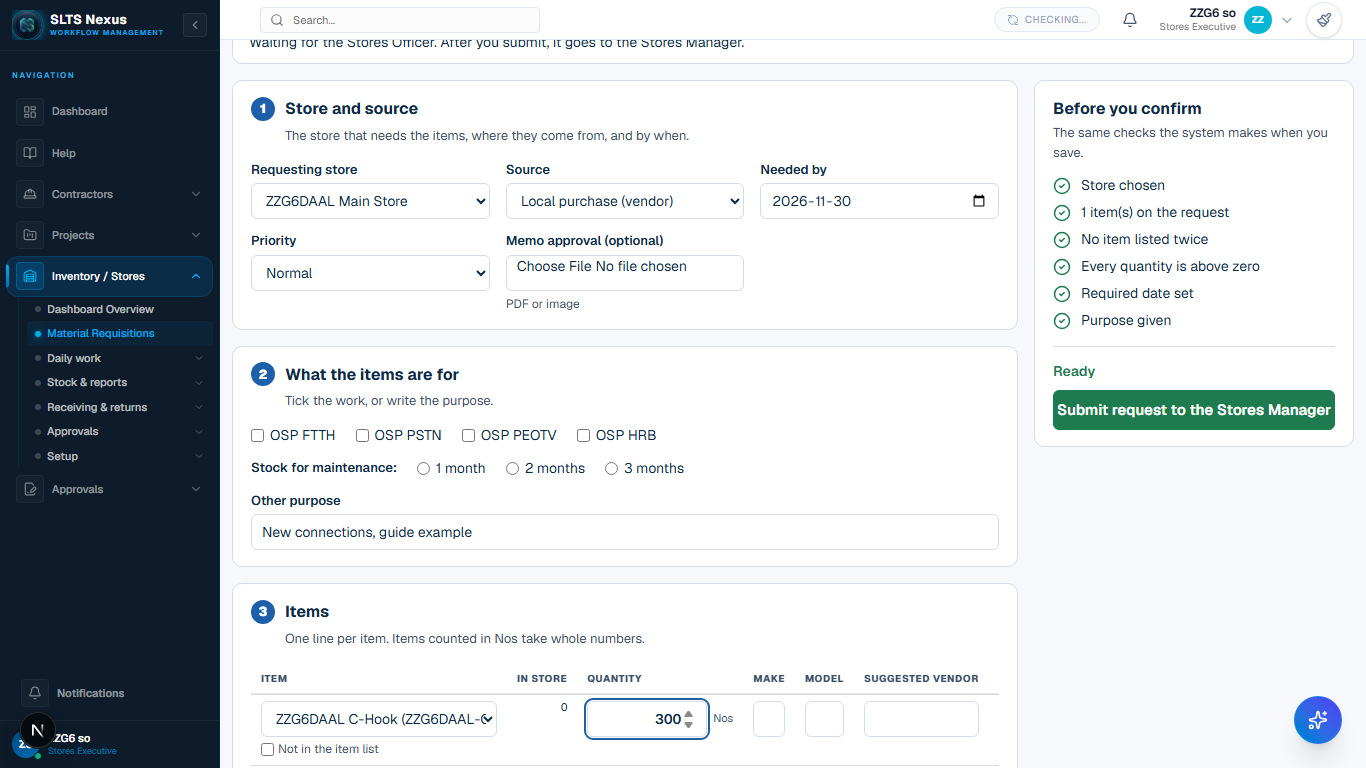 SLTS Nexus
WORKFLOW MANAGEMENT
Search...
CHECKING...
ZZG6 so
Stores Executive
ZZ
NAVIGATION
Dashboard
Help
Contractors
Projects
Inventory / Stores
Dashboard Overview
Material Requisitions
Daily work
Stock & reports
Receiving & returns
Approvals
Setup
Approvals
Notifications
N
ZG6 so
Stores Executive
Waiting for the Stores Officer. After you submit, it goes to the Stores Manager.
1 Store and source
The store that needs the items, where they come from, and by when.
Requesting store Source Needed by
ZZG6DAAL Main Store Local purchase (vendor) 2026-11-30
Priority Memo approval (optional)
Normal Choose File No file chosen
PDF or image
2 What the items are for
Tick the work, or write the purpose.
OSP FTTH OSP PSTN OSP PEOTV OSP HRB
Stock for maintenance: 1 month 2 months 3 months
Other purpose
New connections, guide example
3 Items
One line per item. Items counted in Nos take whole numbers.
ITEM IN STORE QUANTITY MAKE MODEL SUGGESTED VENDOR
ZZG6DAAL C-Hook (ZZG6DAAL- 0 300 Nos
Not in the item list
Before you confirm
The same checks the system makes when you
save.
Store chosen
1 item(s) on the request
No item listed twice
Every quantity is above zero
Required date set
Purpose given
Ready
Submit request to the Stores Manager